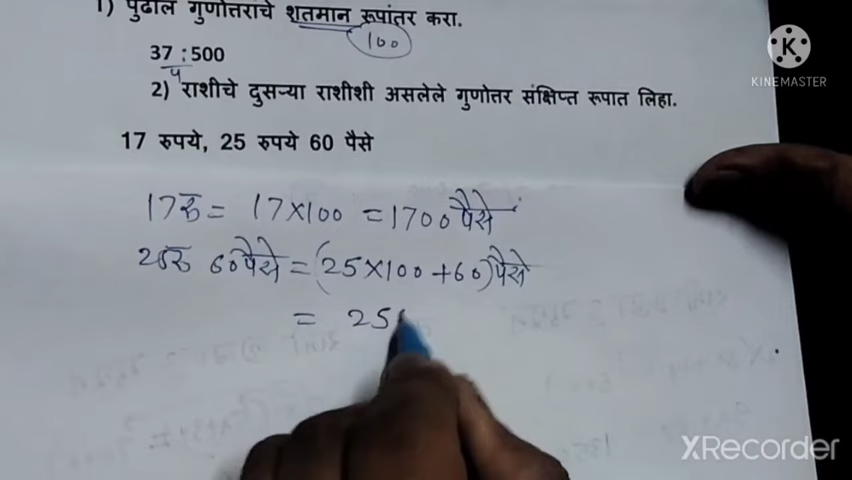 1) पुढील गुणोत्तरांचे शतमान रूपांतर करा.
100
37 : 500
2) राशीचे दुसऱ्या राशीशी असलेले गुणोत्तर संक्षिप्त रूपात लिहा.
17 रुपये, 25 रुपये 60 पैसे
17रु = 17×100 = 1700 पैसे
25रु 60पैसे = (25×100+60) पैसे
= 25
K
KINEMASTER
XRecorder